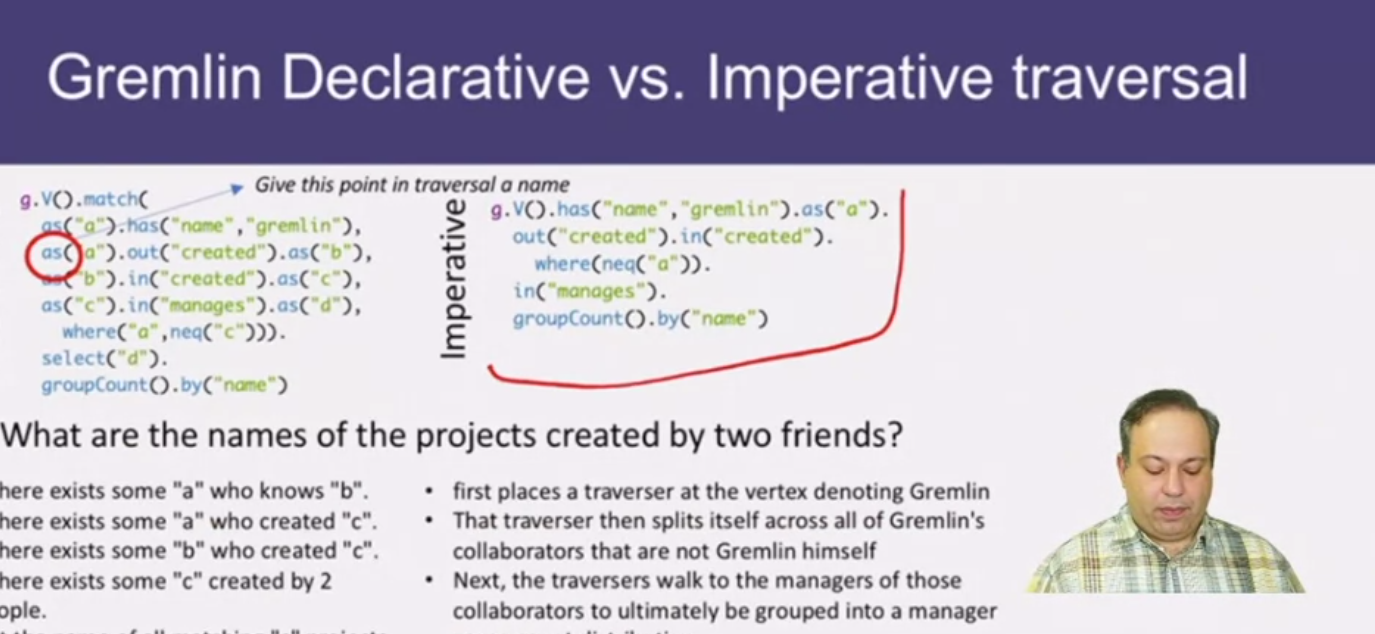 Gremlin Declarative vs. Imperative traversal
Give this point in traversal a name
g.V().match(
as("a").has("name","gremlin"),
as("a").out("created").as("b"),
as("b").in("created").as("c"),
as("c").in("manages").as("d"),
where("a",neq("c"))).
select("d").
groupCount().by("name")
Imperative
g.V().has("name","gremlin").as("a").
out("created").in("created").
where(neq("a")).
in("manages").
groupCount().by("name")
What are the names of the projects created by two friends?
here exists some "a" who knows "b".
here exists some "a" who created "c".
here exists some "b" who created "c".
here exists some "c" created by 2
ople.
• first places a traverser at the vertex denoting Gremlin
• That traverser then splits itself across all of Gremlin's
collaborators that are not Gremlin himself
• Next, the traversers walk to the managers of those
collaborators to ultimately be grouped into a manager